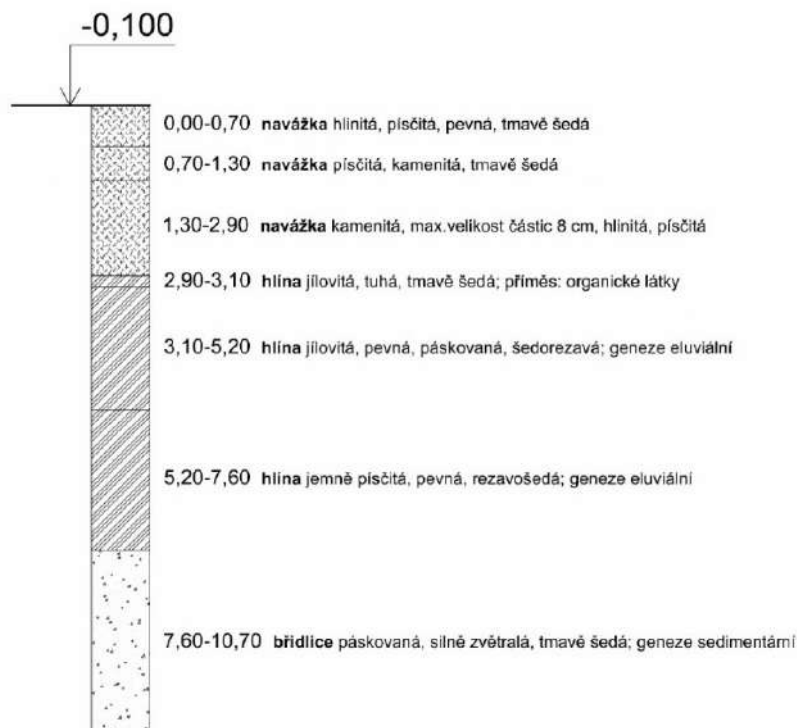 -0,100
0,00-0,70 navážka hlinitá, písčitá, pevná, tmavě šedá
0,70-1,30 navážka písčitá, kamenitá, tmavě šedá
1,30-2,90 navážka kamenitá, max.velikost částic 8 cm, hlinitá, písčitá
2,90-3,10 hlína jílovitá, tuhá, tmavě šedá; příměs: organické látky
3,10-5,20 hlína jílovitá, pevná, páskovaná, šedorezavá; geneze eluviální
5,20-7,60 hlína jemně písčitá, pevná, rezavošedá; geneze eluviální
7,60-10,70 břidlice páskovaná, silně zvětralá, tmavě šedá; geneze sedimentární